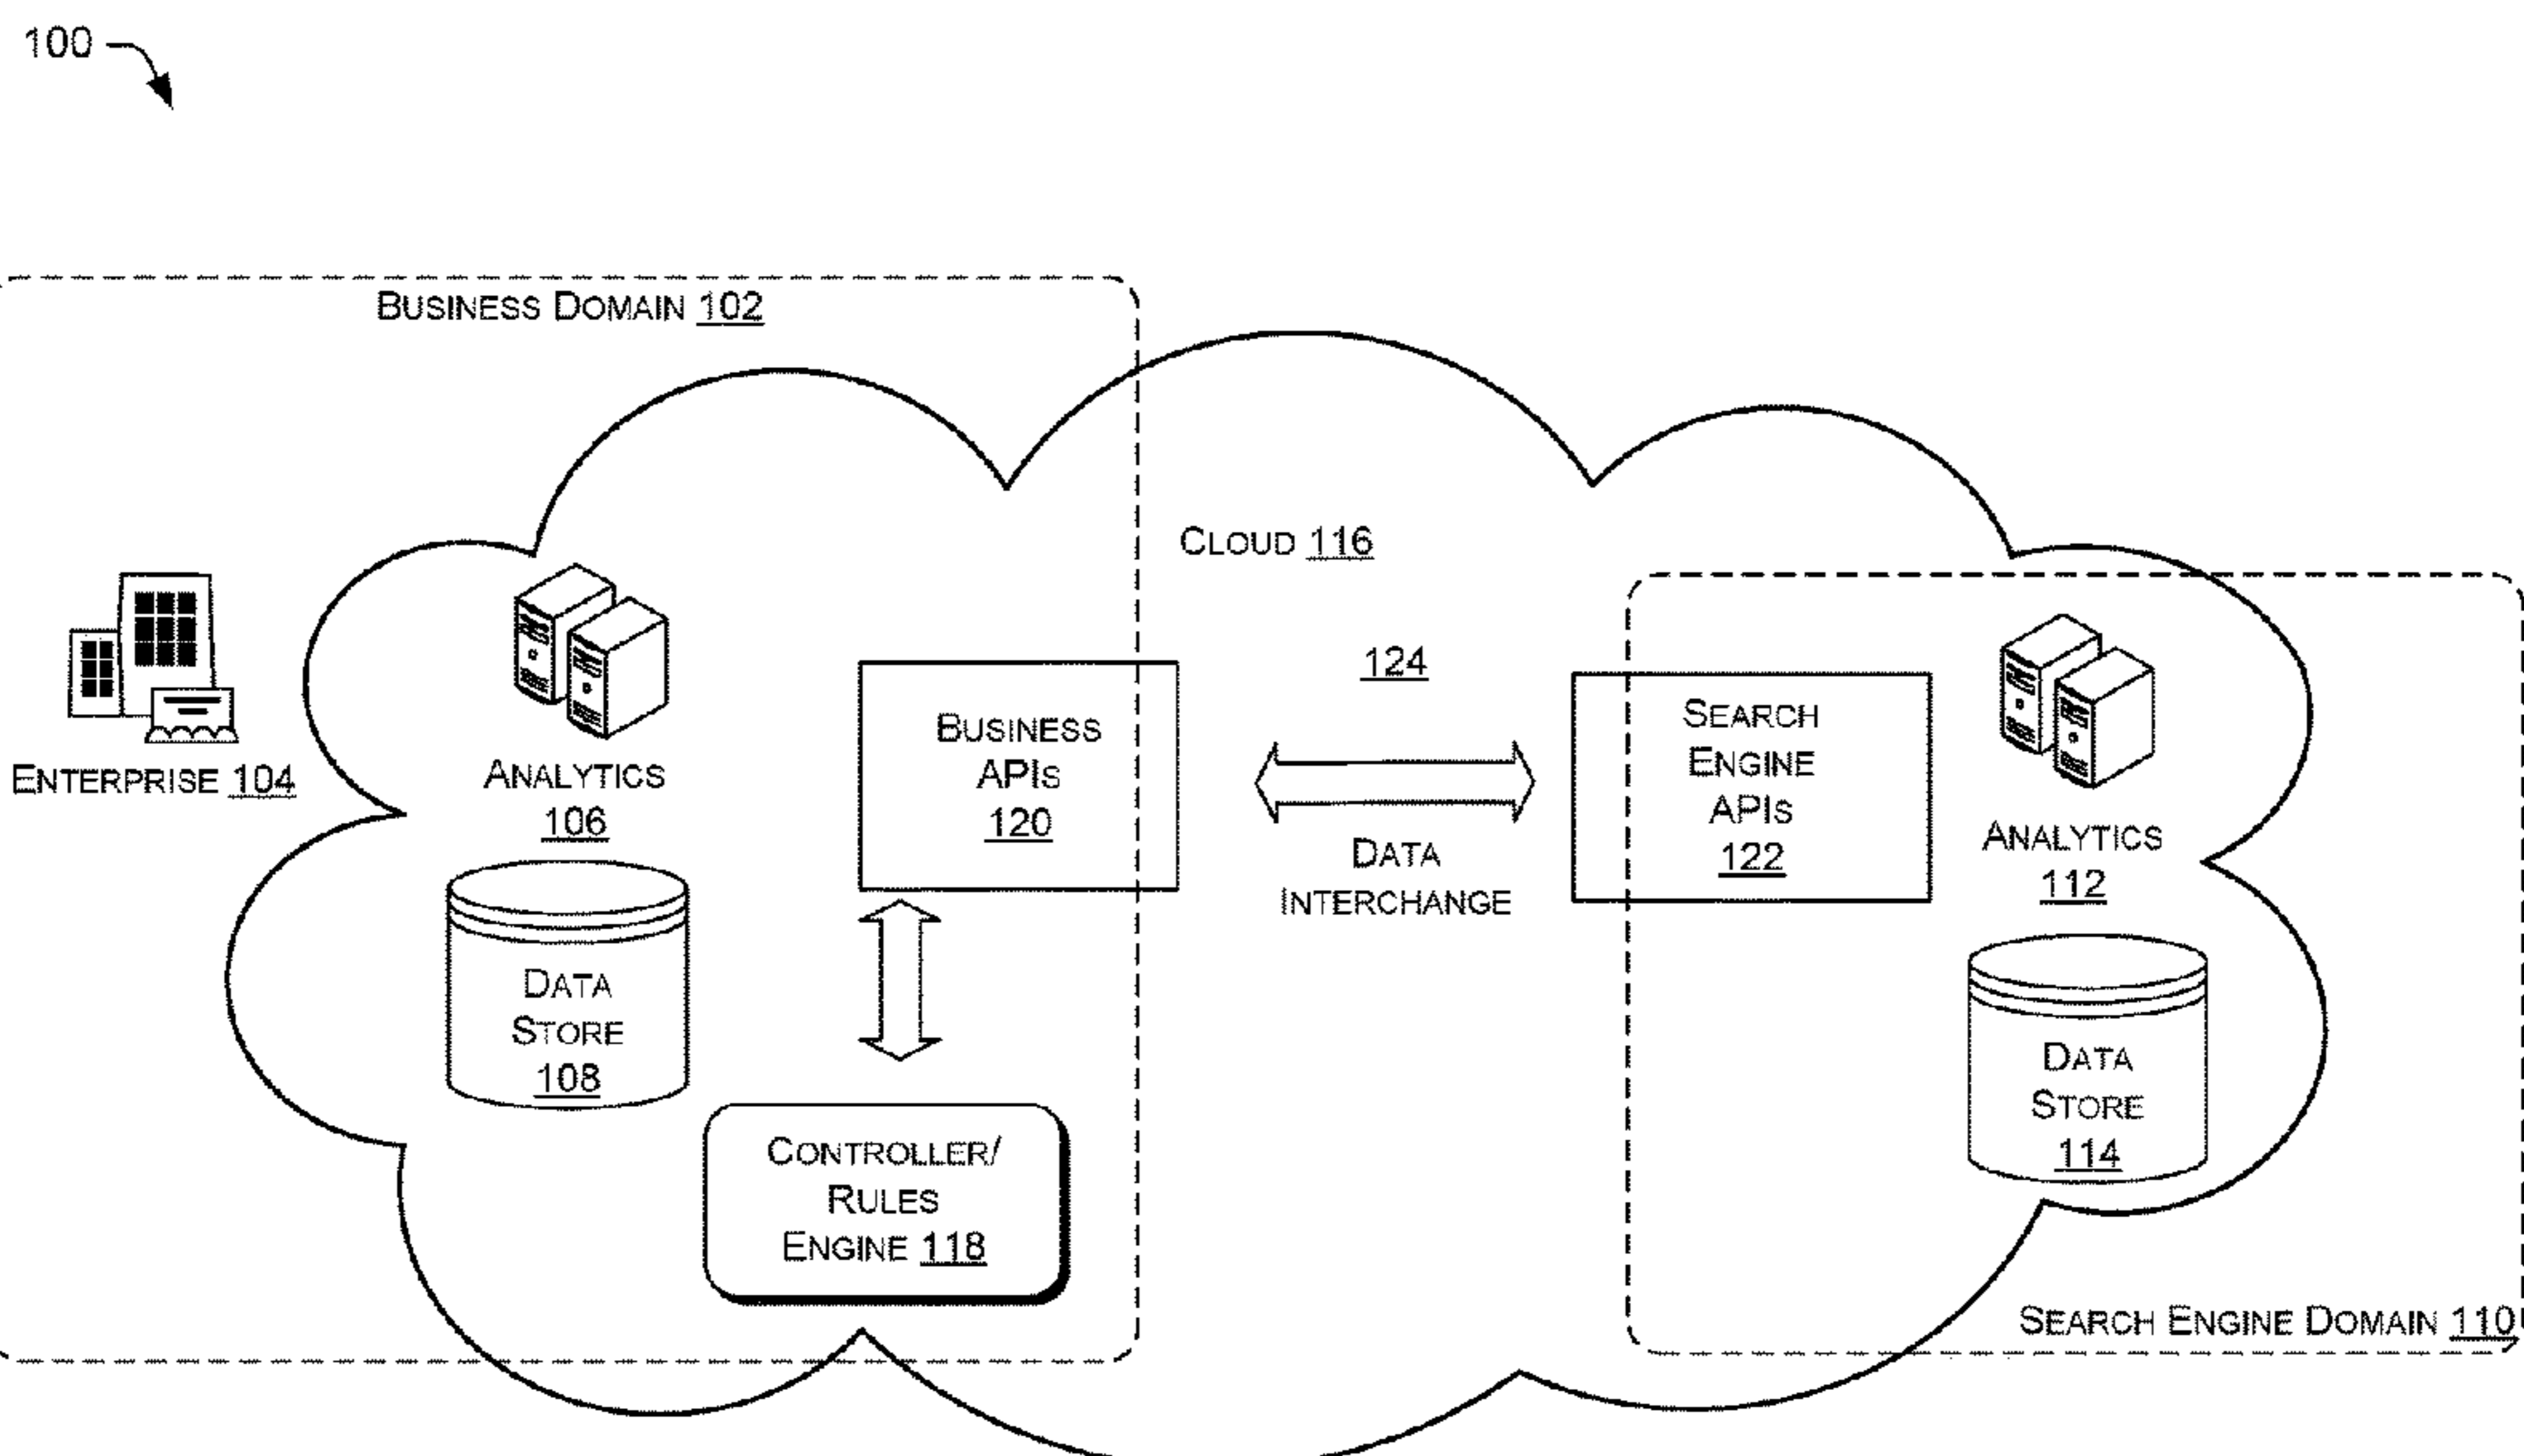 100
BUSINESS DOMAIN 102
CLOUD 116
ENTERPRISE 104
ANALYTICS
106
DATA
STORE
108
BUSINESS
APIS
120
CONTROLLER/
RULES
ENGINE 118
124
DATA
INTERCHANGE
SEARCH
ENGINE
APIS
122
ANALYTICS
112
DATA
STORE
114
SEARCH ENGINE DOMAIN 110